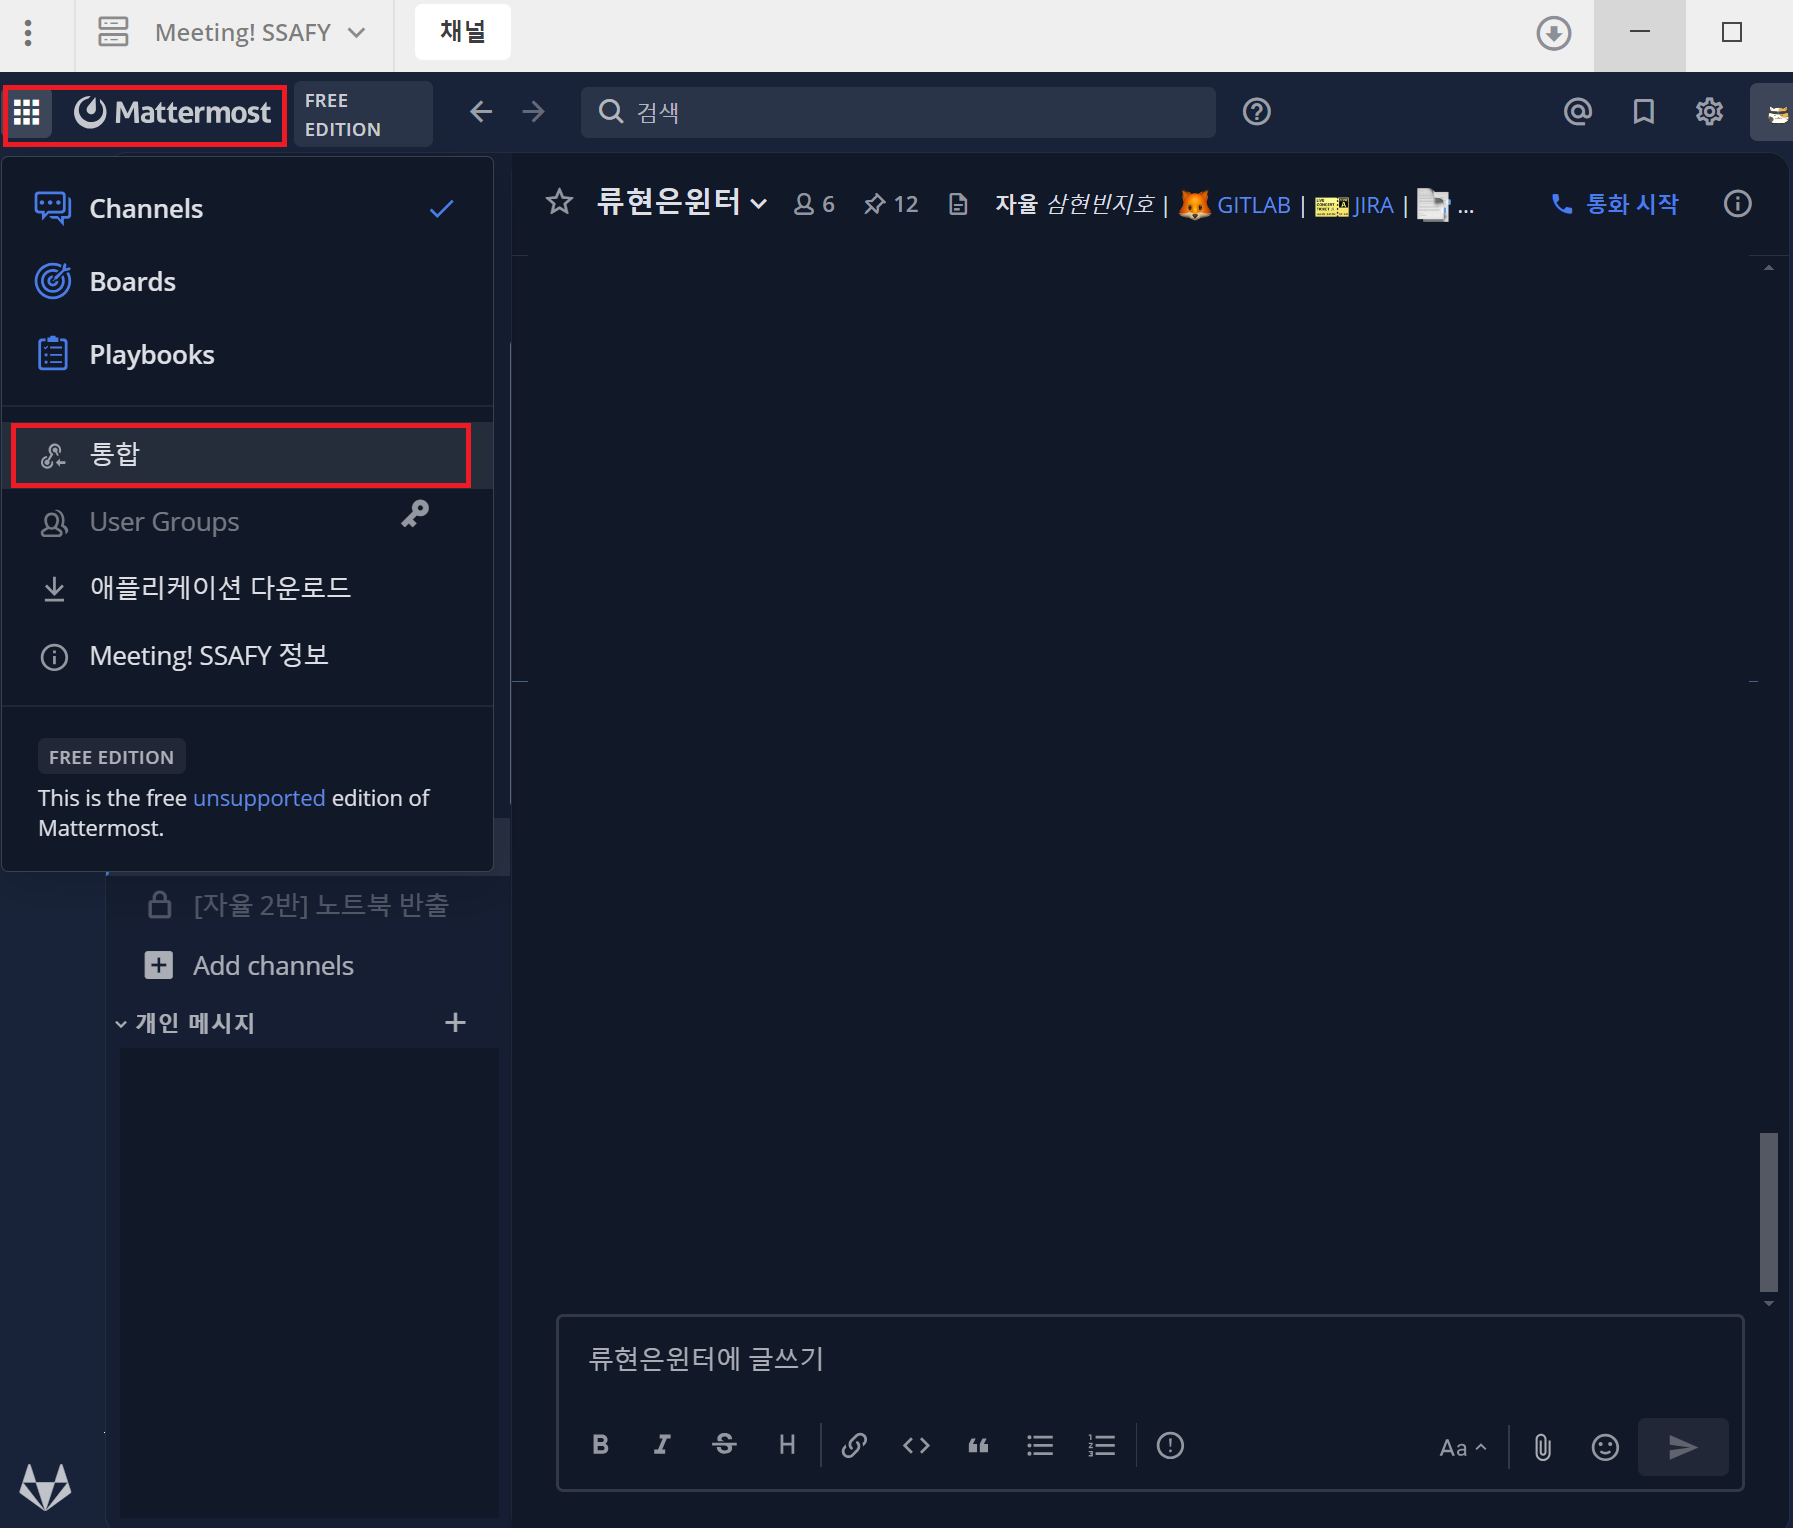 Meeting! SSAFY
채널
Mattermost
FREE EDITION
검색
Channels
Boards
Playbooks
통합
User Groups
애플리케이션 다운로드
Meeting! SSAFY 정보
FREE EDITION
This is the free unsupported edition of
Mattermost.
[자율 2반] 노트북 반출
Add channels
개인 메시지
류현은윈터
6
12
자율 삼현빈지호 | GITLAB | JIRA | ...
통화 시작
류현은윈터에 글쓰기
B I S H
Aa